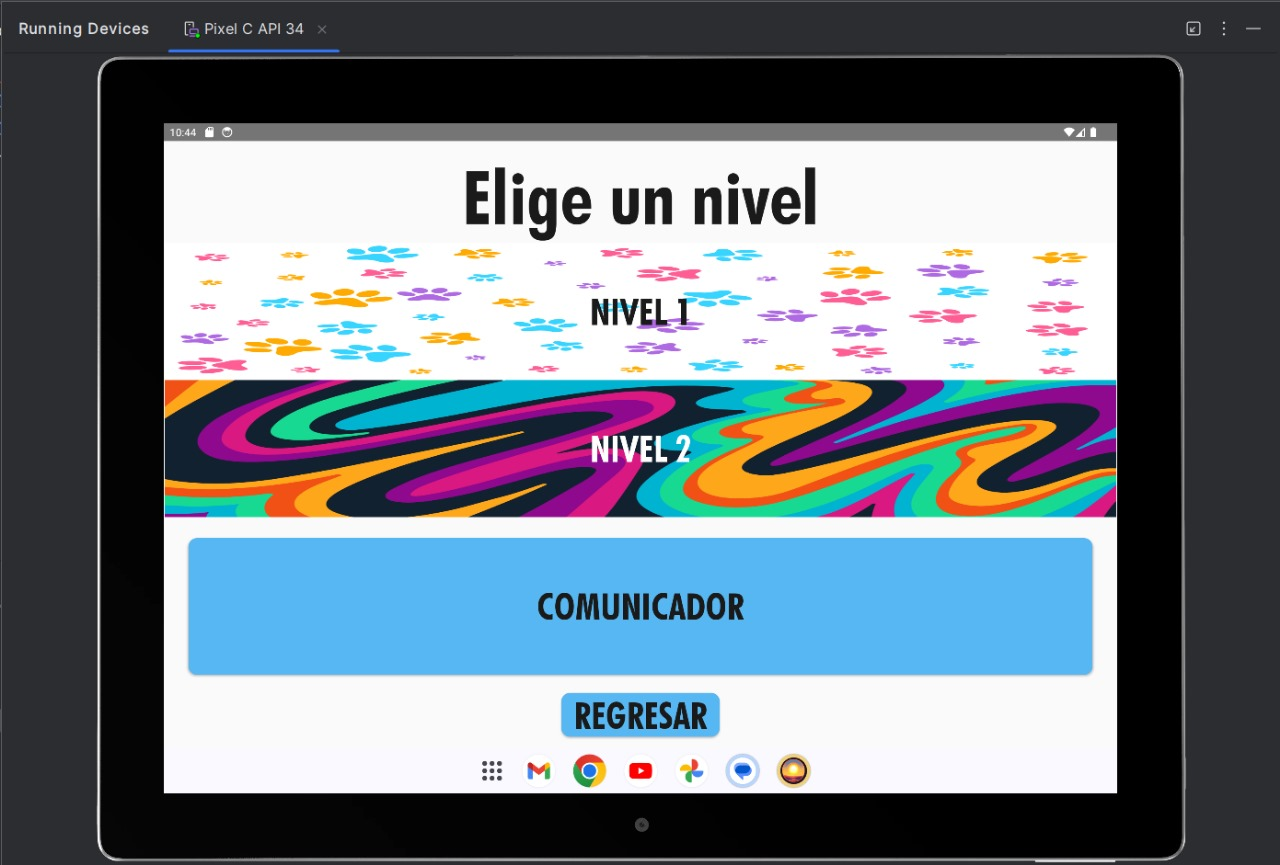 Running Devices
Pixel C API 34
10:44
Elige un nivel
NIVEL 1
NIVEL 2
COMUNICADOR
REGRESAR